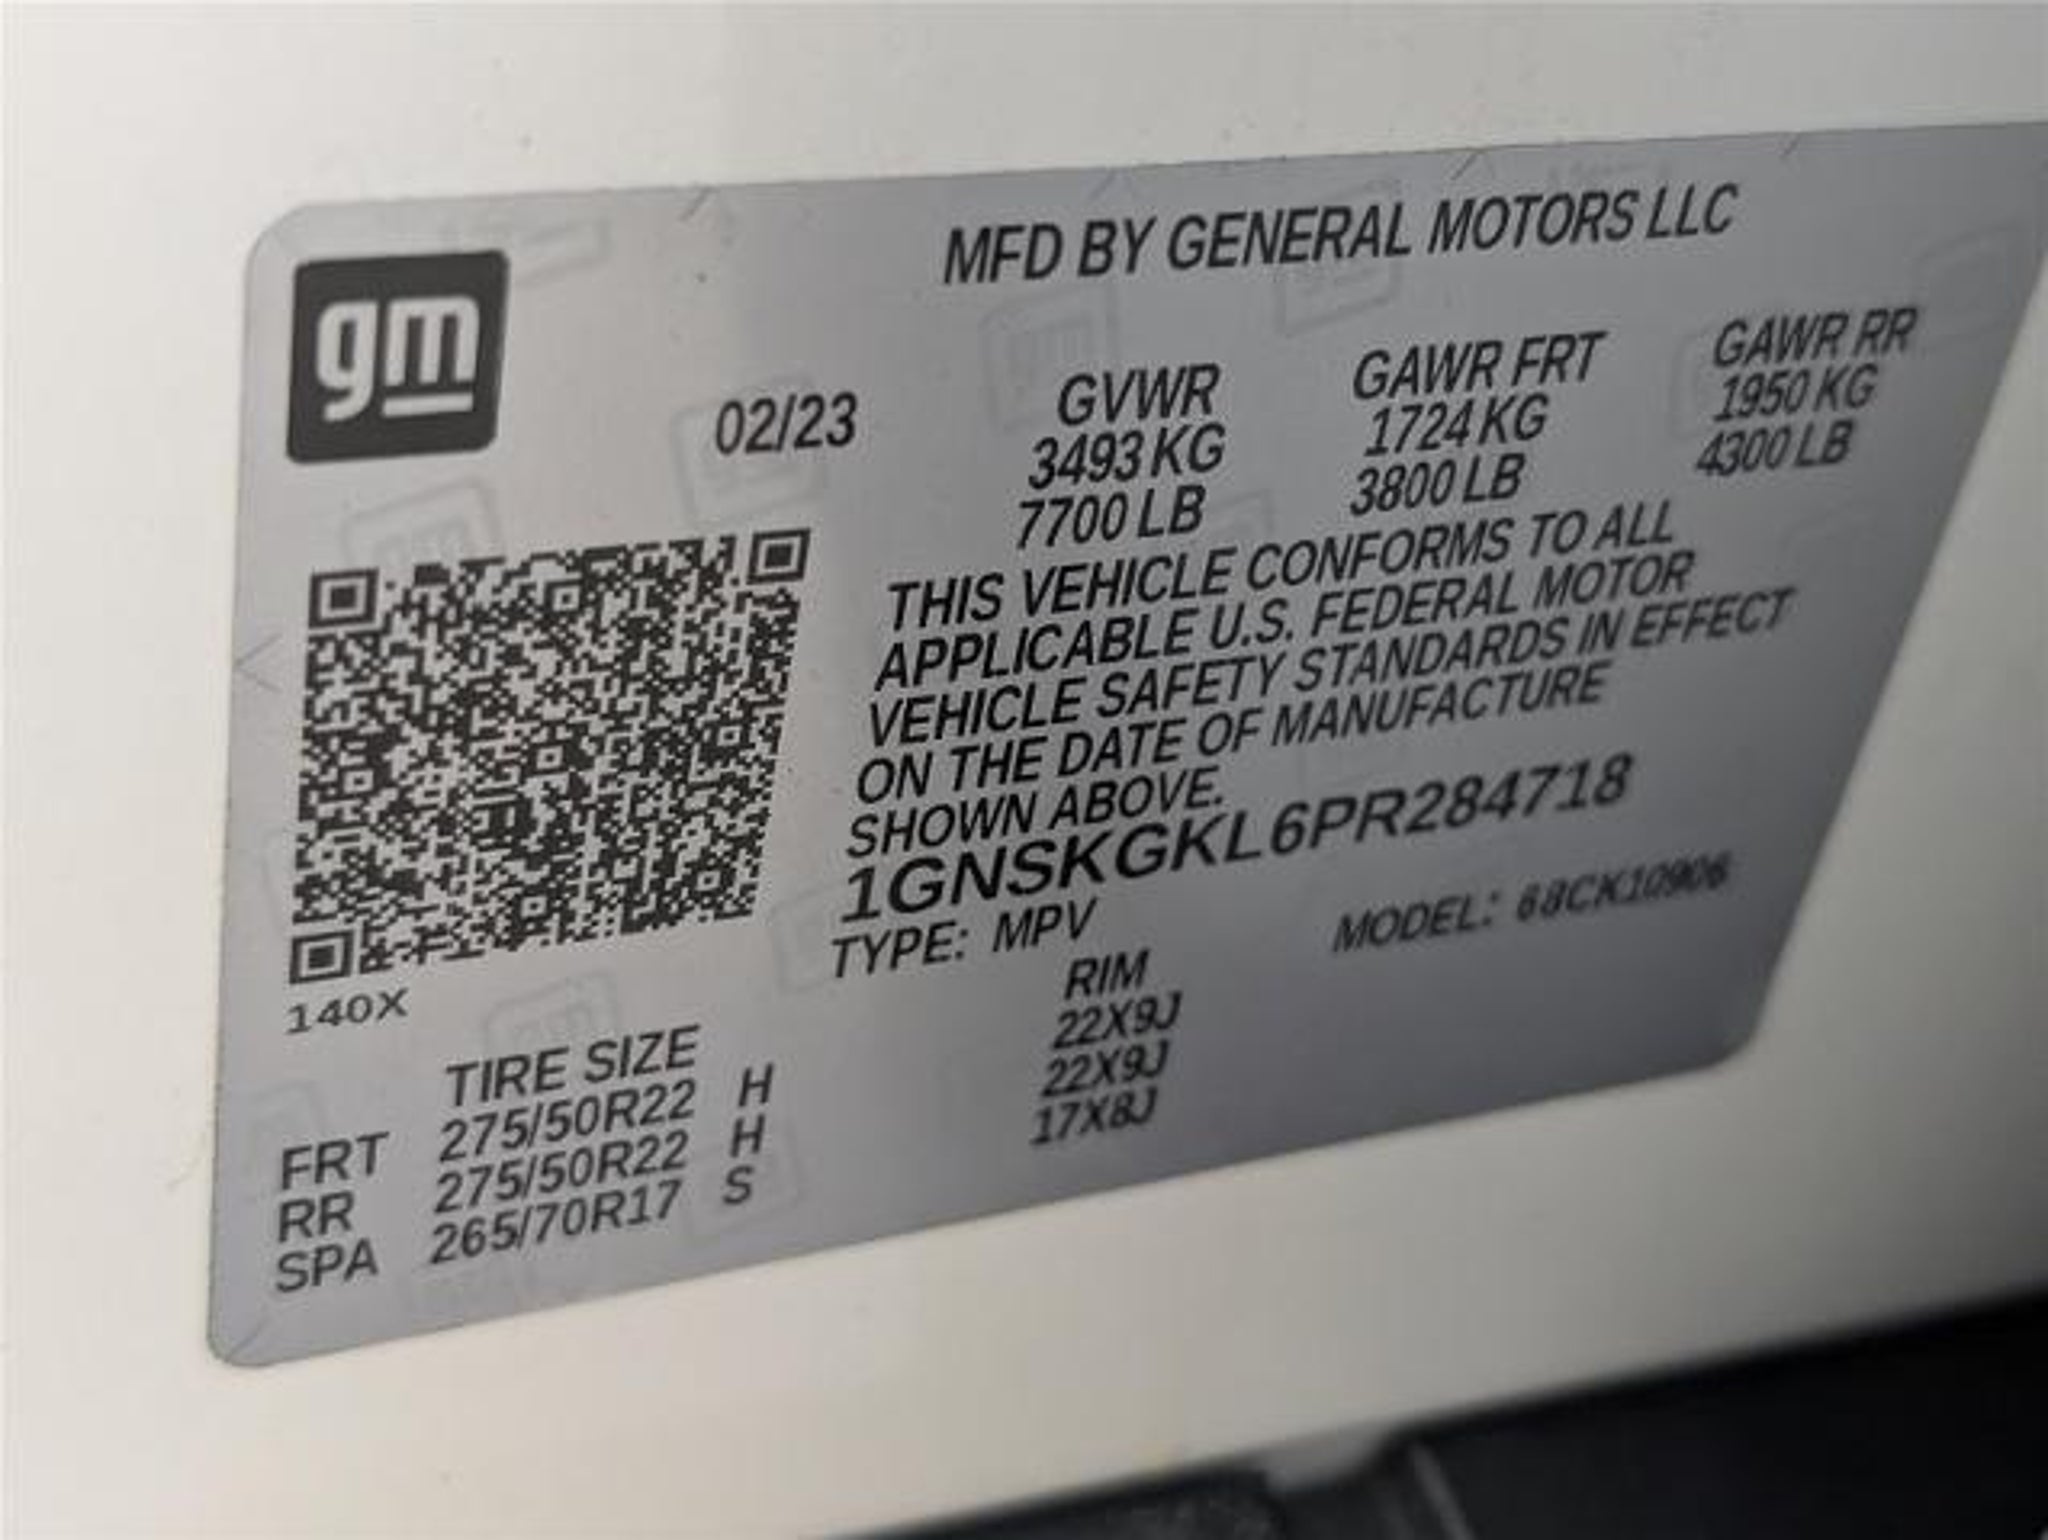 gm
MFD BY GENERAL MOTORS LLC
02/23
GVWR GAWR FRT GAWR RR
3493 KG 1724 KG 1950 KG
7700 LB 3800 LB 4300 LB
THIS VEHICLE CONFORMS TO ALL
APPLICABLE U.S. FEDERAL MOTOR
VEHICLE SAFETY STANDARDS IN EFFECT
ON THE DATE OF MANUFACTURE
SHOWN ABOVE.
1GNSKGKL6PR284718
TYPE: MPV MODEL: 68CK10906
140X
TIRE SIZE RIM
FRT 275/50R22 H 22X9J
RR 275/50R22 H 22X9J
SPA 265/70R17 S 17X8J